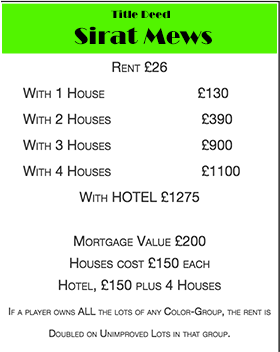 Title Deed
Sirat Mews
Rent £26
With 1 House £130
With 2 Houses £390
With 3 Houses £900
With 4 Houses £1100
With HOTEL £1275
Mortgage Value £200
Houses cost £150 each
Hotel, £150 plus 4 Houses
If a player owns ALL the lots of any Color-Group, the rent is
Doubled on Unimproved Lots in that group.